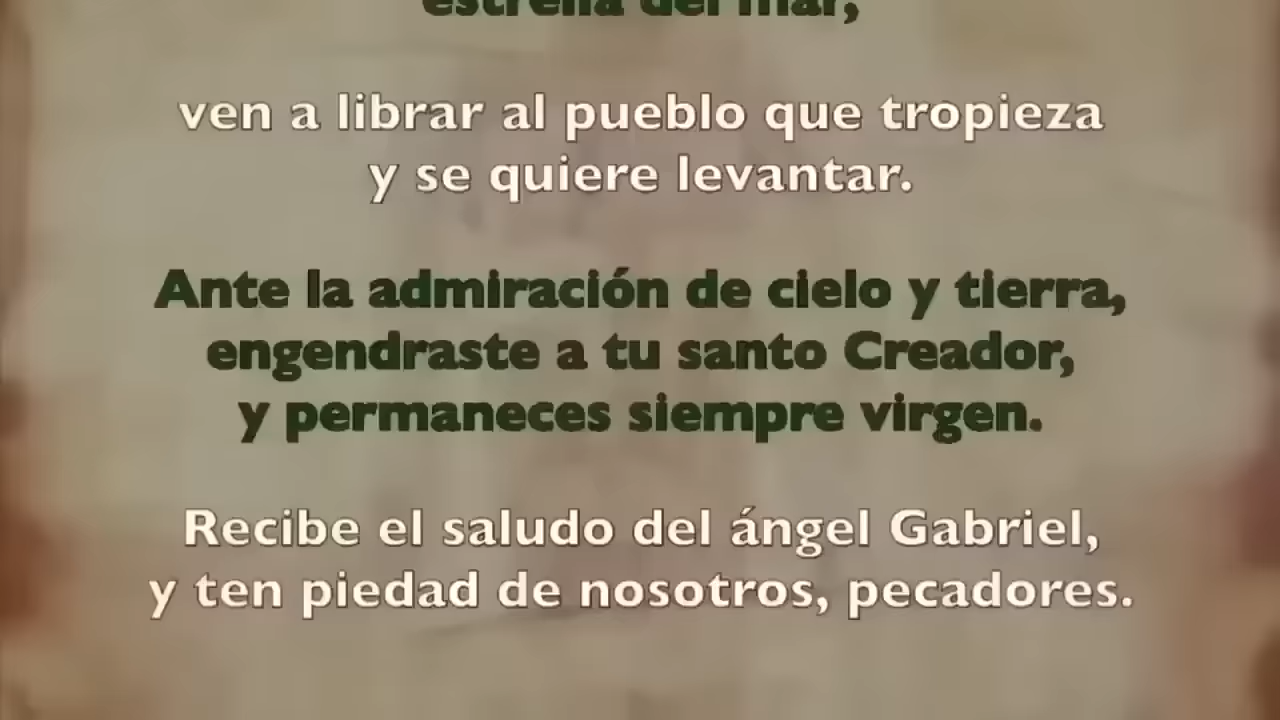 estrella del mar,
ven a librar al pueblo que tropieza
y se quiere levantar.
Ante la admiración de cielo y tierra,
engendraste a tu santo Creador,
y permaneces siempre virgen.
Recibe el saludo del ángel Gabriel,
y ten piedad de nosotros, pecadores.